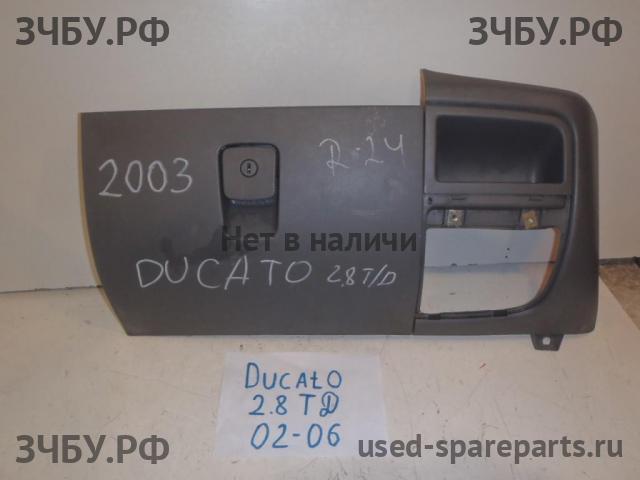 ЗЧБУ.РФ
ЗЧБУ.РФ
2003
R-24
Нет в наличи
DUCATO 2,8 T/D
DUCATO
2.8 TD
02-06
ЗЧБУ.РФ
used-spareparts.ru